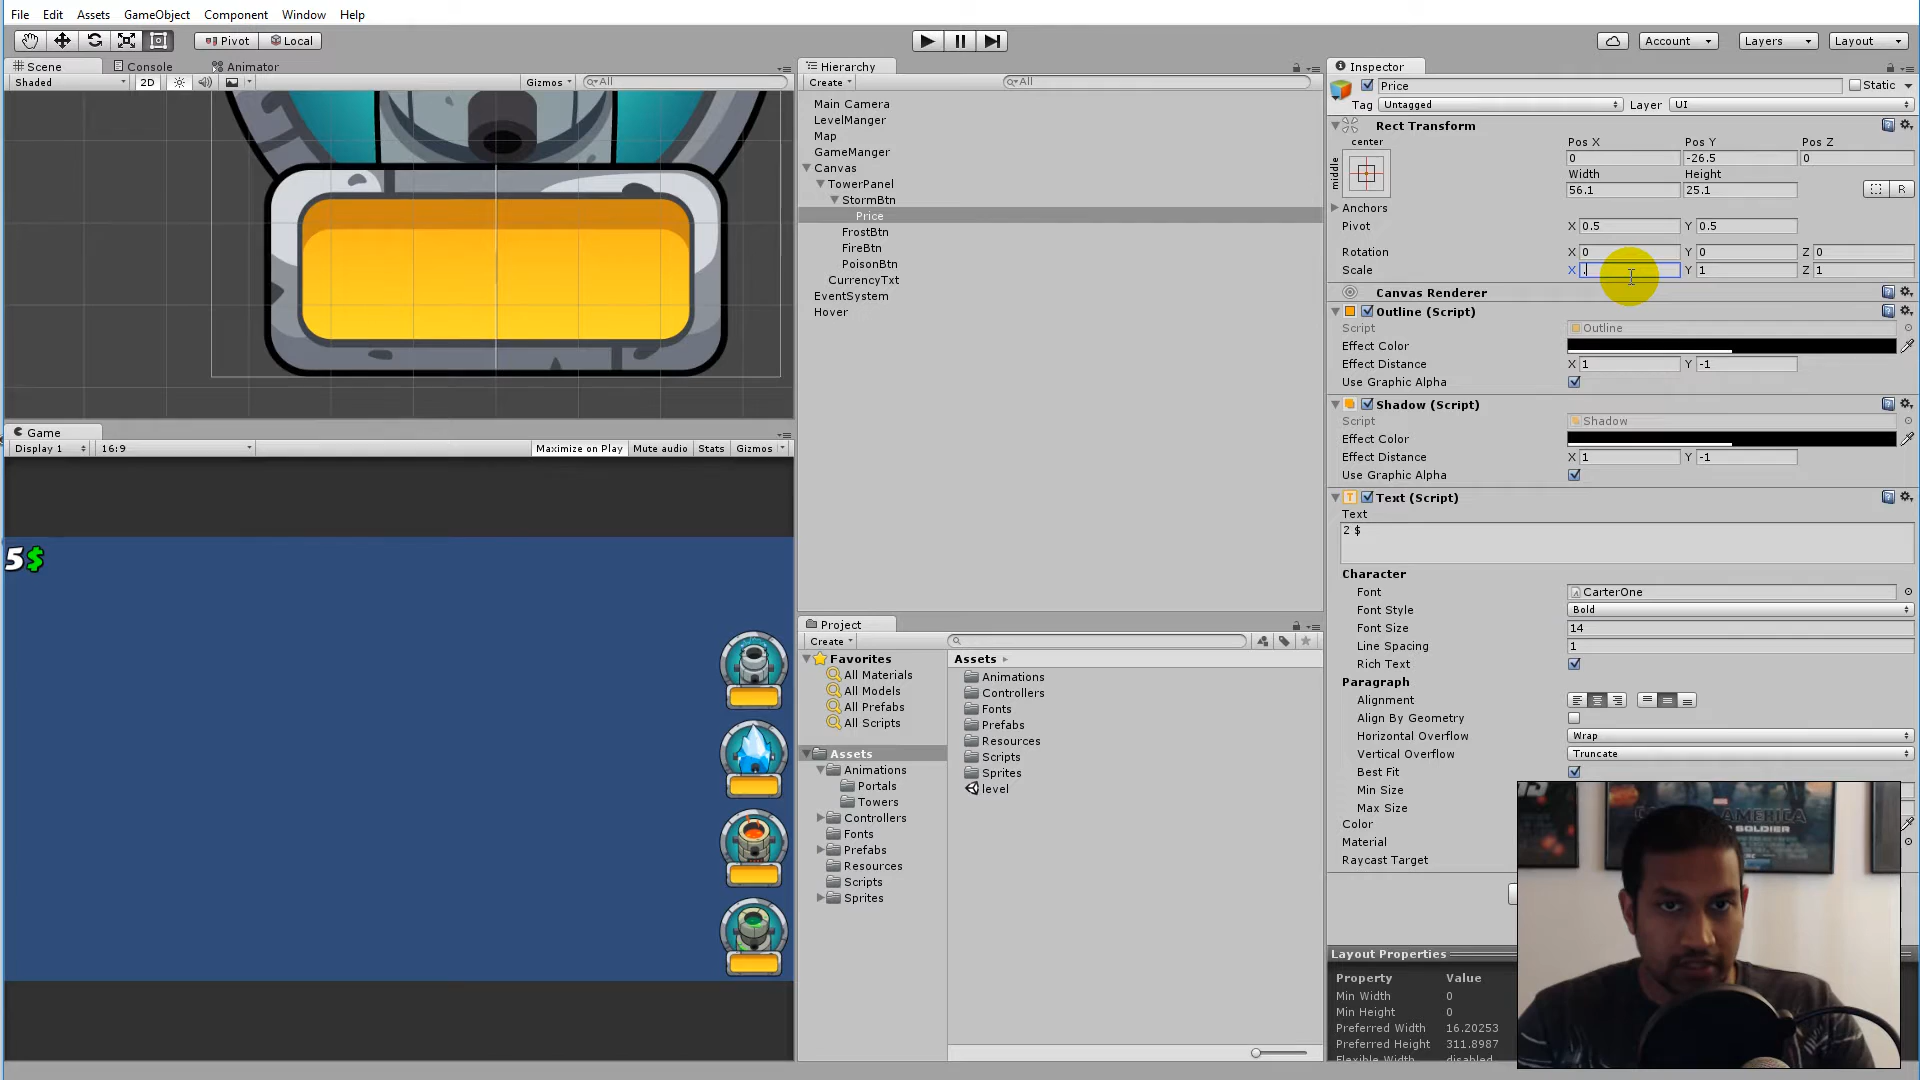 File Edit Assets GameObject Component Window Help
Pivot Local
Account Layers Layout
Scene Console Animator
Shaded 2D Gizmos All
Hierarchy
Create All
Main Camera
LevelManger
Map
GameManger
Canvas
TowerPanel
StormBtn
Price
FrostBtn
FireBtn
PoisonBtn
CurrencyTxt
EventSystem
Hover
Game
Display 1 16:9 Maximize on Play Mute audio Stats Gizmos
5$
Project
Create
Favorites
All Materials
All Models
All Prefabs
All Scripts
Assets
Animations
Portals
Towers
Controllers
Fonts
Prefabs
Resources
Scripts
Sprites
Assets
Animations
Controllers
Fonts
Prefabs
Resources
Scripts
Sprites
level
Inspector
Price Static
Tag Untagged Layer UI
Rect Transform
center
middle
Pos X Pos Y Pos Z
0 -26.5 0
Width Height
56.1 25.1 R
Anchors
Pivot X 0.5 Y 0.5
Rotation X 0 Y 0 Z 0
Scale X . Y 1 Z 1
Canvas Renderer
Outline (Script)
Script Outline
Effect Color
Effect Distance X 1 Y -1
Use Graphic Alpha
Shadow (Script)
Script Shadow
Effect Color
Effect Distance X 1 Y -1
Use Graphic Alpha
Text (Script)
Text
2 $
Character
Font CarterOne
Font Style Bold
Font Size 14
Line Spacing 1
Rich Text
Paragraph
Alignment
Align By Geometry
Horizontal Overflow Wrap
Vertical Overflow Truncate
Best Fit
Min Size
Max Size
Color
Material
Raycast Target
Layout Properties
Property Value
Min Width 0
Min Height 0
Preferred Width 16.20253
Preferred Height 311.8987
Flexible Width disabled